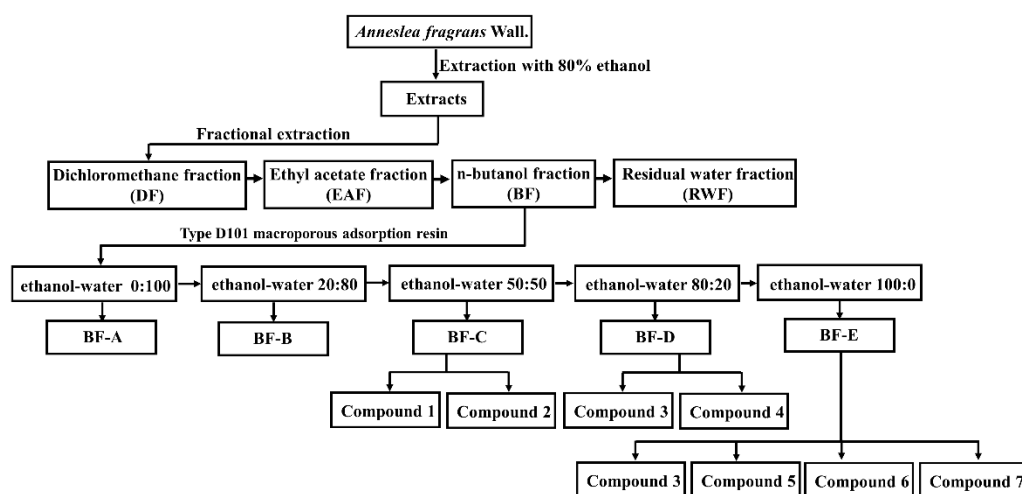 Anneslea fragrans Wall.
Extraction with 80% ethanol
Extracts
Fractional extraction
Dichloromethane fraction
(DF)
Ethyl acetate fraction
(EAF)
n-butanol fraction
(BF)
Residual water fraction
(RWF)
Type D101 macroporous adsorption resin
ethanol-water 0:100
ethanol-water 20:80
ethanol-water 50:50
ethanol-water 80:20
ethanol-water 100:0
BF-A
BF-B
BF-C
BF-D
BF-E
Compound 1
Compound 2
Compound 3
Compound 4
Compound 3
Compound 5
Compound 6
Compound 7